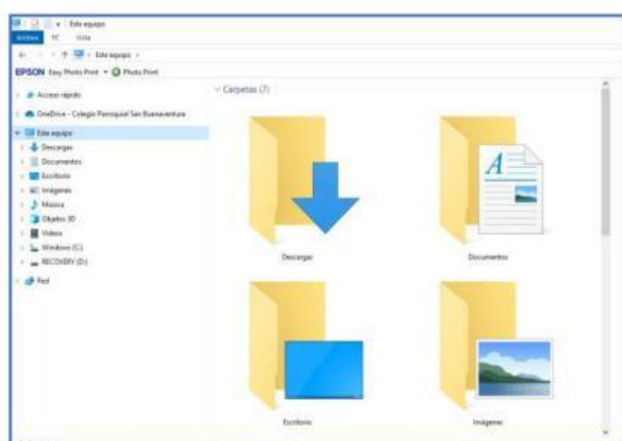 Este equipo
Archivo PC Vista
Este equipo
EPSON Easy Photo Print Photo Print
Acceso rápido
OneDrive - Colegio Parroquial San Buenaventura
Este equipo
Descargas
Documentos
Escritorio
Imágenes
Música
Objetos 3D
Videos
Windows (C:)
RECOVERY (D:)
Red
Carpetas (7)
Descargas
Documentos
A
Escritorio
Imágenes